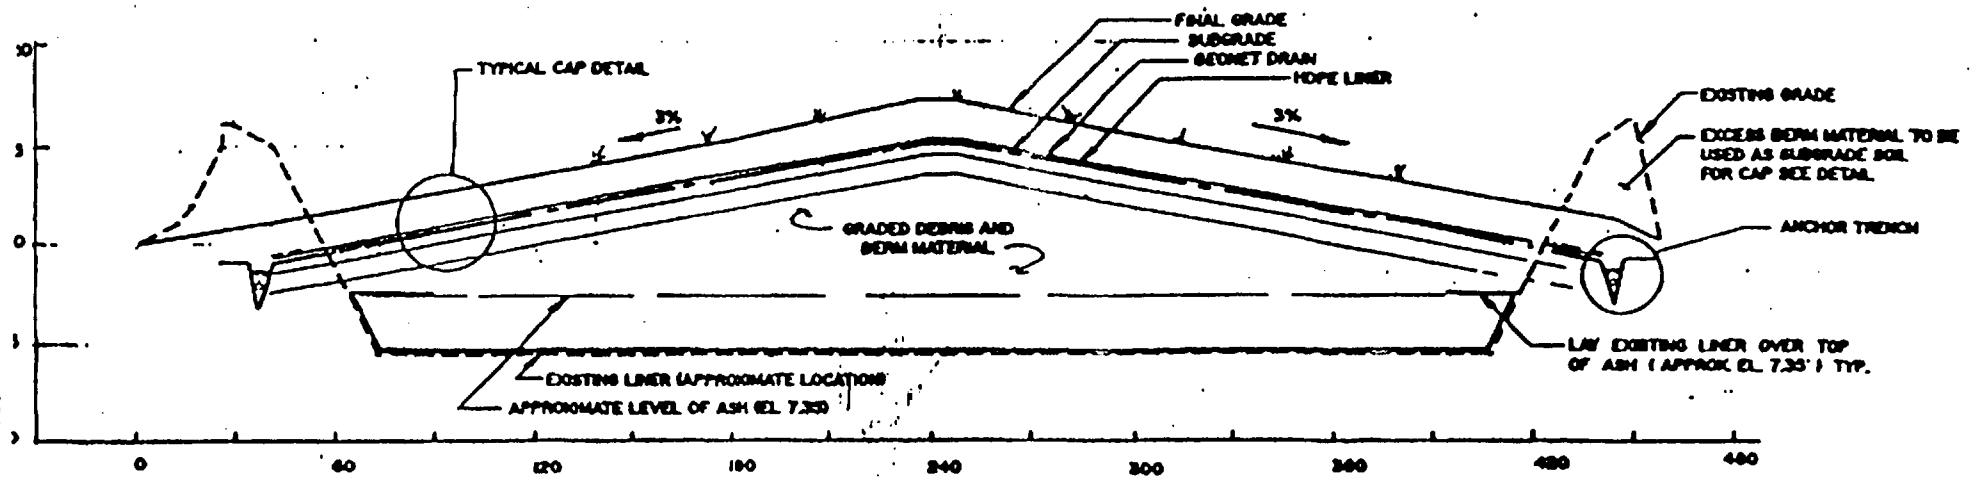 FINAL GRADE
SUBGRADE
GEONET DRAIN
HDPE LINER
TYPICAL CAP DETAIL
3%
3%
EXISTING GRADE
EXCESS BERM MATERIAL TO BE
USED AS SUBGRADE SOIL
FOR CAP SEE DETAIL
GRADED DEBRIS AND
BERM MATERIAL
ANCHOR TRENCH
LAY EXISTING LINER OVER TOP
OF ASH (APPROX. EL. 7.35') TYP.
EXISTING LINER (APPROXIMATE LOCATION)
APPROXIMATE LEVEL OF ASH (EL. 7.35)
0
0 60 120 180 240 300 360 420 480